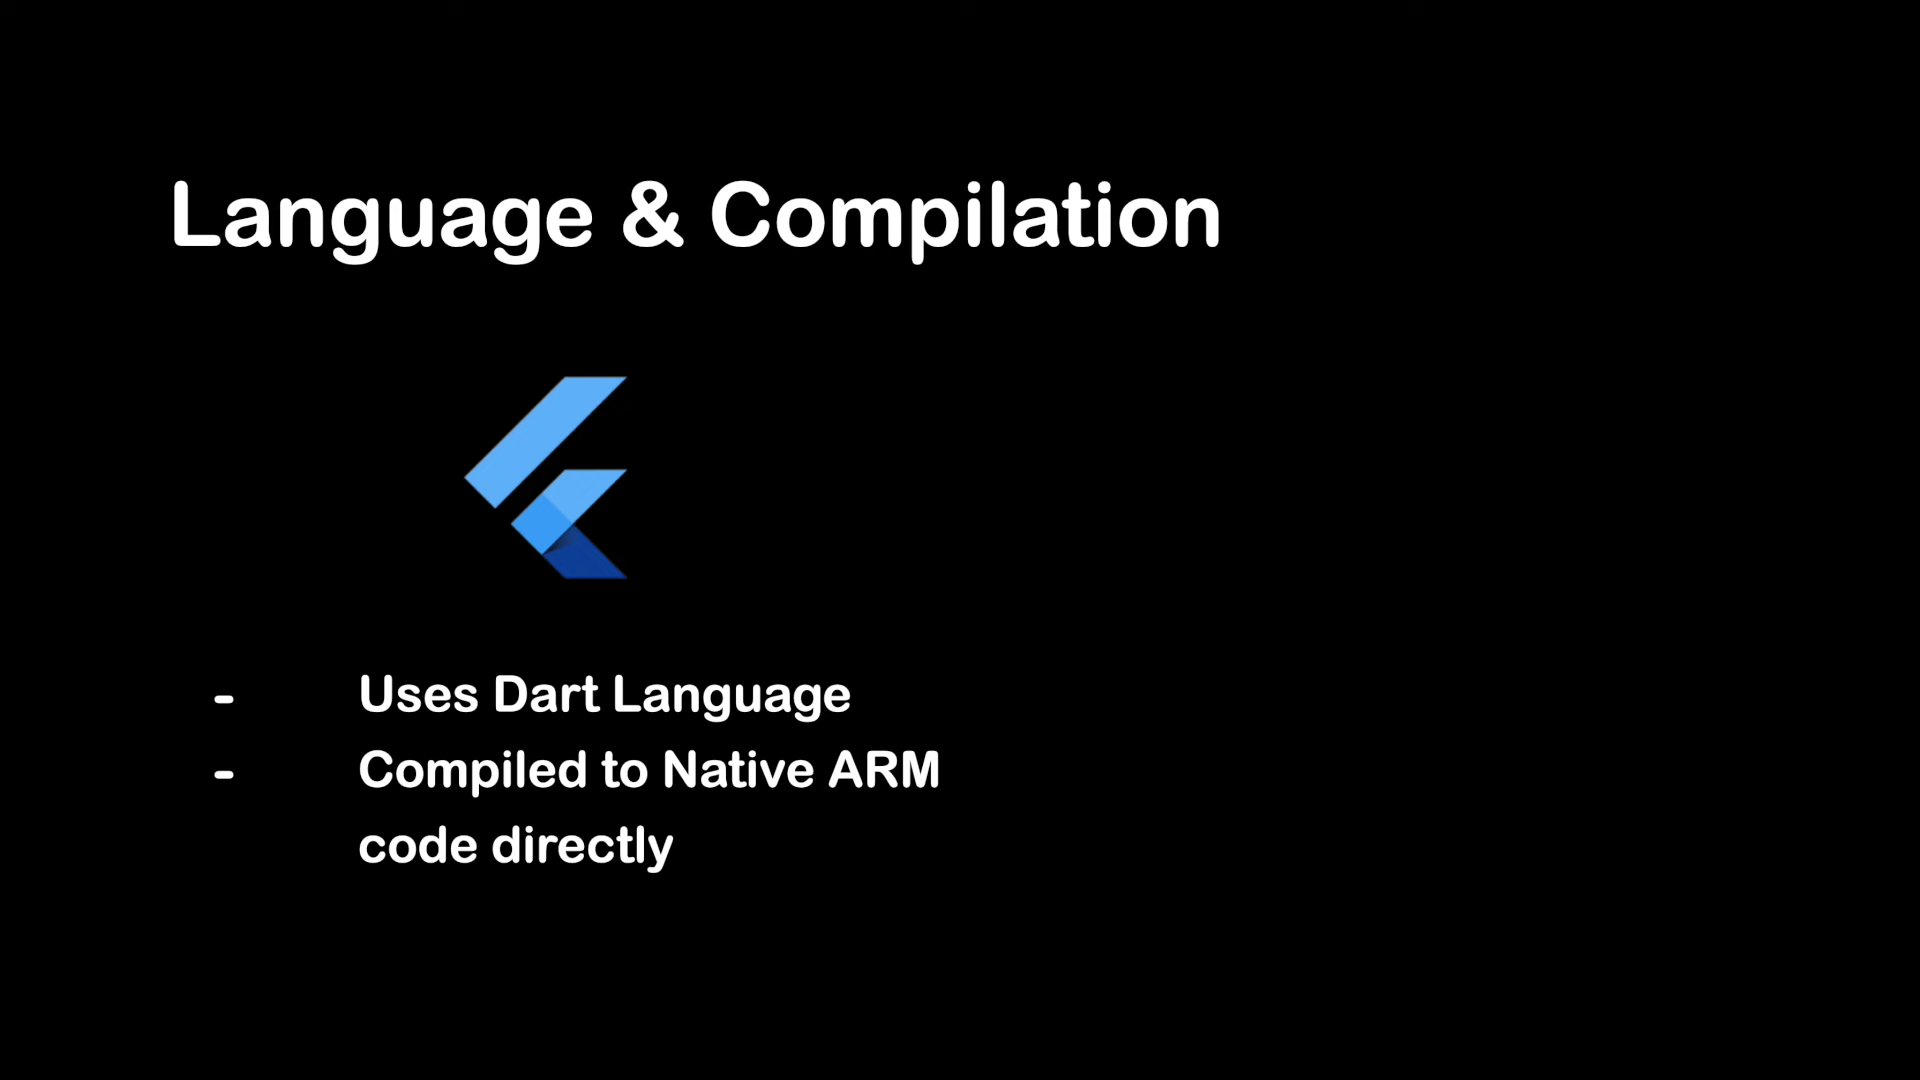 Language & Compilation
- Uses Dart Language
- Compiled to Native ARM
code directly